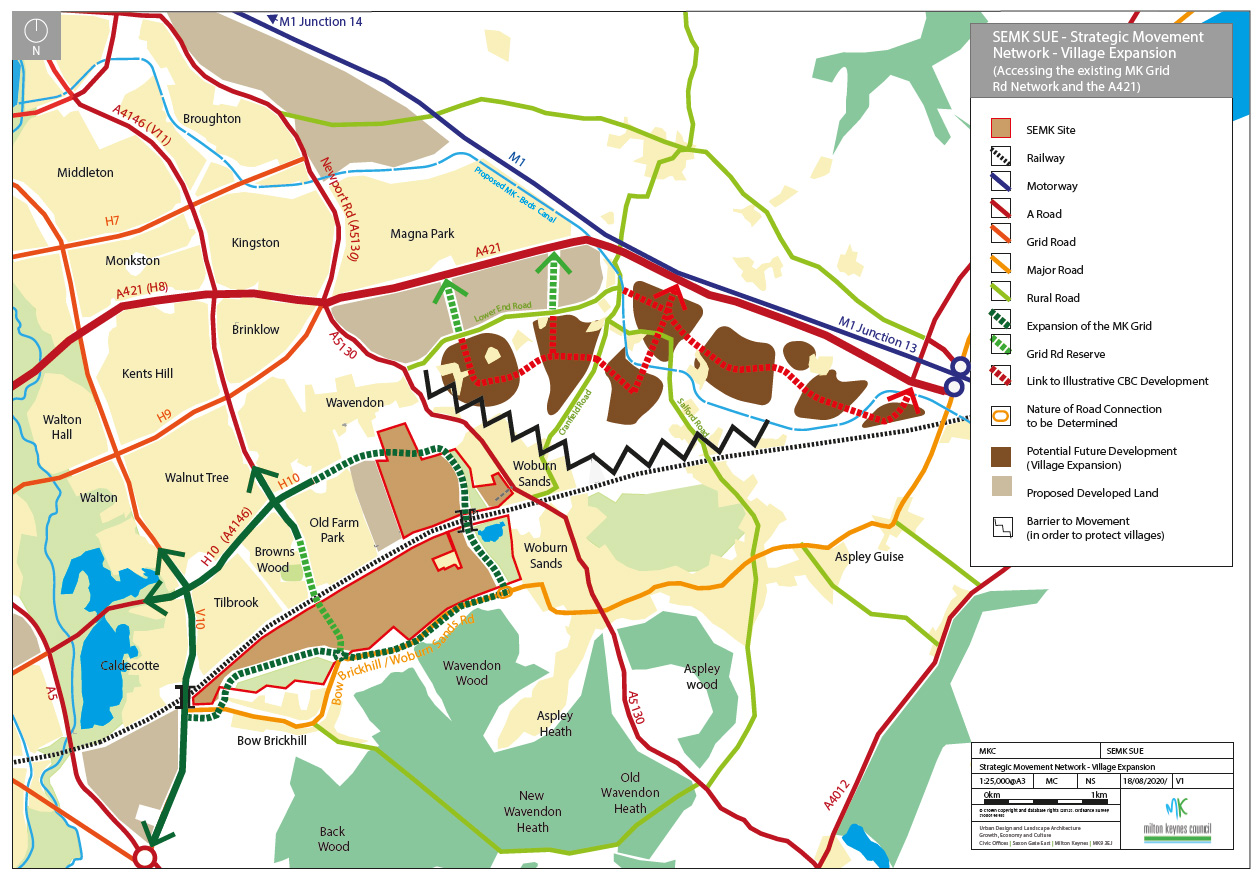 N
M1 Junction 14
SEMK SUE - Strategic Movement
Network - Village Expansion
(Accessing the existing MK Grid
Rd Network and the A421)
SEMK Site
Railway
Motorway
A Road
Grid Road
Major Road
Rural Road
Expansion of the MK Grid
Grid Rd Reserve
Link to Illustrative CBC Development
Nature of Road Connection
to be Determined
Potential Future Development
(Village Expansion)
Proposed Developed Land
Barrier to Movement
(in order to protect villages)
A4146 (V11)
Broughton
Middleton
Newport Rd (A5130)
M1
Proposed MK - Beds Canal
H7
Kingston
Magna Park
A421
Monkston
A421 (H8)
Lower End Road
Brinklow
A5130
M1 Junction 13
Kents Hill
Wavendon
H9
Walton
Hall
Cranfield Road
Salford Road
Walnut Tree
H10
Woburn
Sands
Walton
Old Farm
Park
H10 (A4146)
Browns
Wood
Woburn
Sands
Aspley Guise
Tilbrook
V10
Bow Brickhill / Woburn Sands Rd
Caldecotte
Wavendon
Wood
Aspley
wood
A5
A5130
Aspley
Heath
Bow Brickhill
Old
Wavendon
Heath
New
Wavendon
Heath
A4012
Back
Wood
MKC
SEMK SUE
Strategic Movement Network - Village Expansion
1:25,000@A3
MC
NS
18/08/2020/
V1
0km
1km
Urban Design and Landscape Architecture
Growth, Economy and Culture
Civic Offices | Saxon Gate East | Milton Keynes | MK9 3EJ
MK
milton keynes council